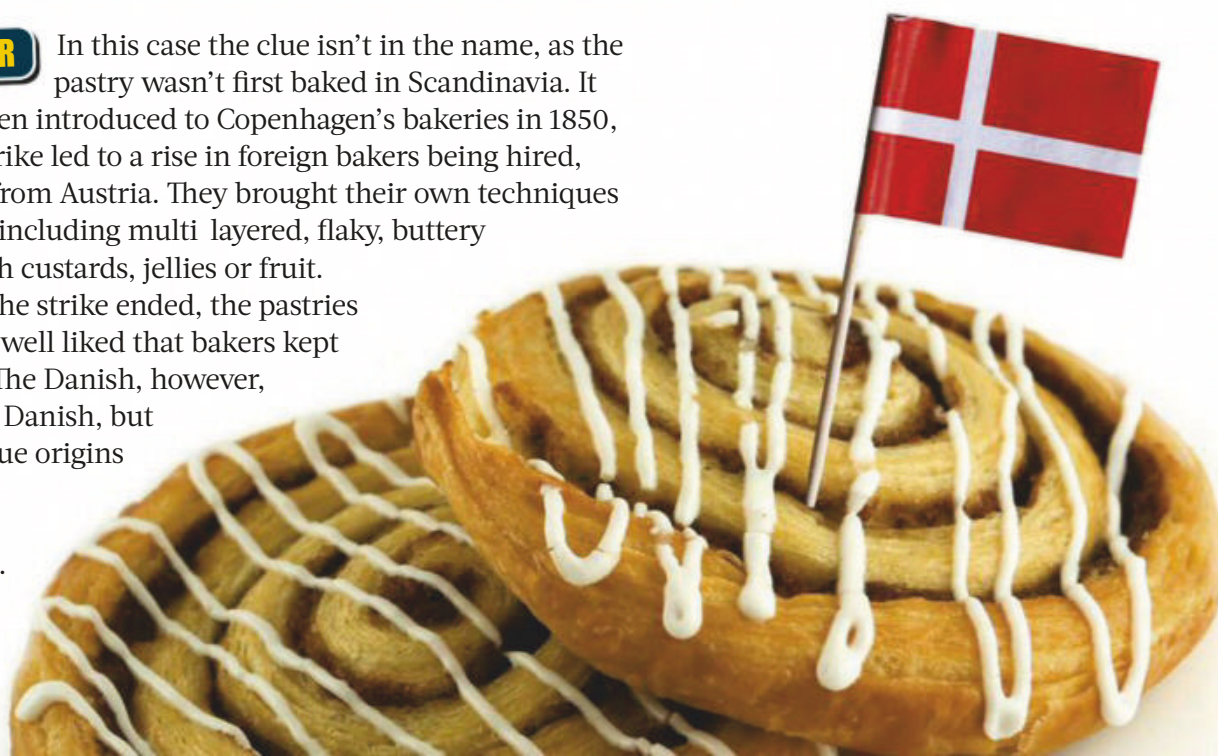 R In this case the clue isn’t in the name, as the
pastry wasn’t first baked in Scandinavia. It
en introduced to Copenhagen’s bakeries in 1850,
rike led to a rise in foreign bakers being hired,
from Austria. They brought their own techniques
including multi layered, flaky, buttery
h custards, jellies or fruit.
he strike ended, the pastries
well liked that bakers kept
The Danish, however,
Danish, but
ue origins
.